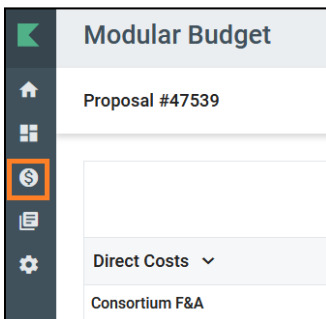 Modular Budget
Proposal #47539
Direct Costs
Consortium F&A